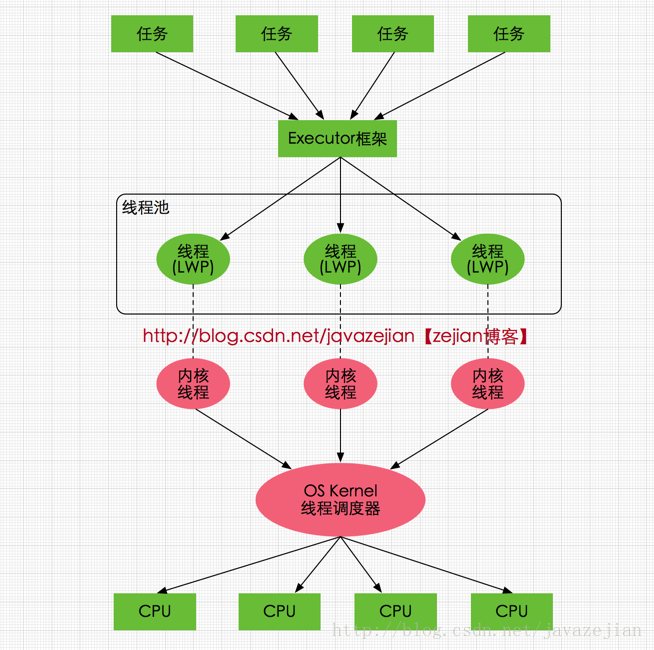 任务
任务
任务
任务
Executor框架
线程池
线程
(LWP)
线程
(LWP)
线程
(LWP)
http://blog.csdn.net/javazejian【zejian博客】
内核
线程
内核
线程
内核
线程
OS Kernel
线程调度器
CPU
CPU
CPU
CPU
http://blog.csdn.net/javazejian